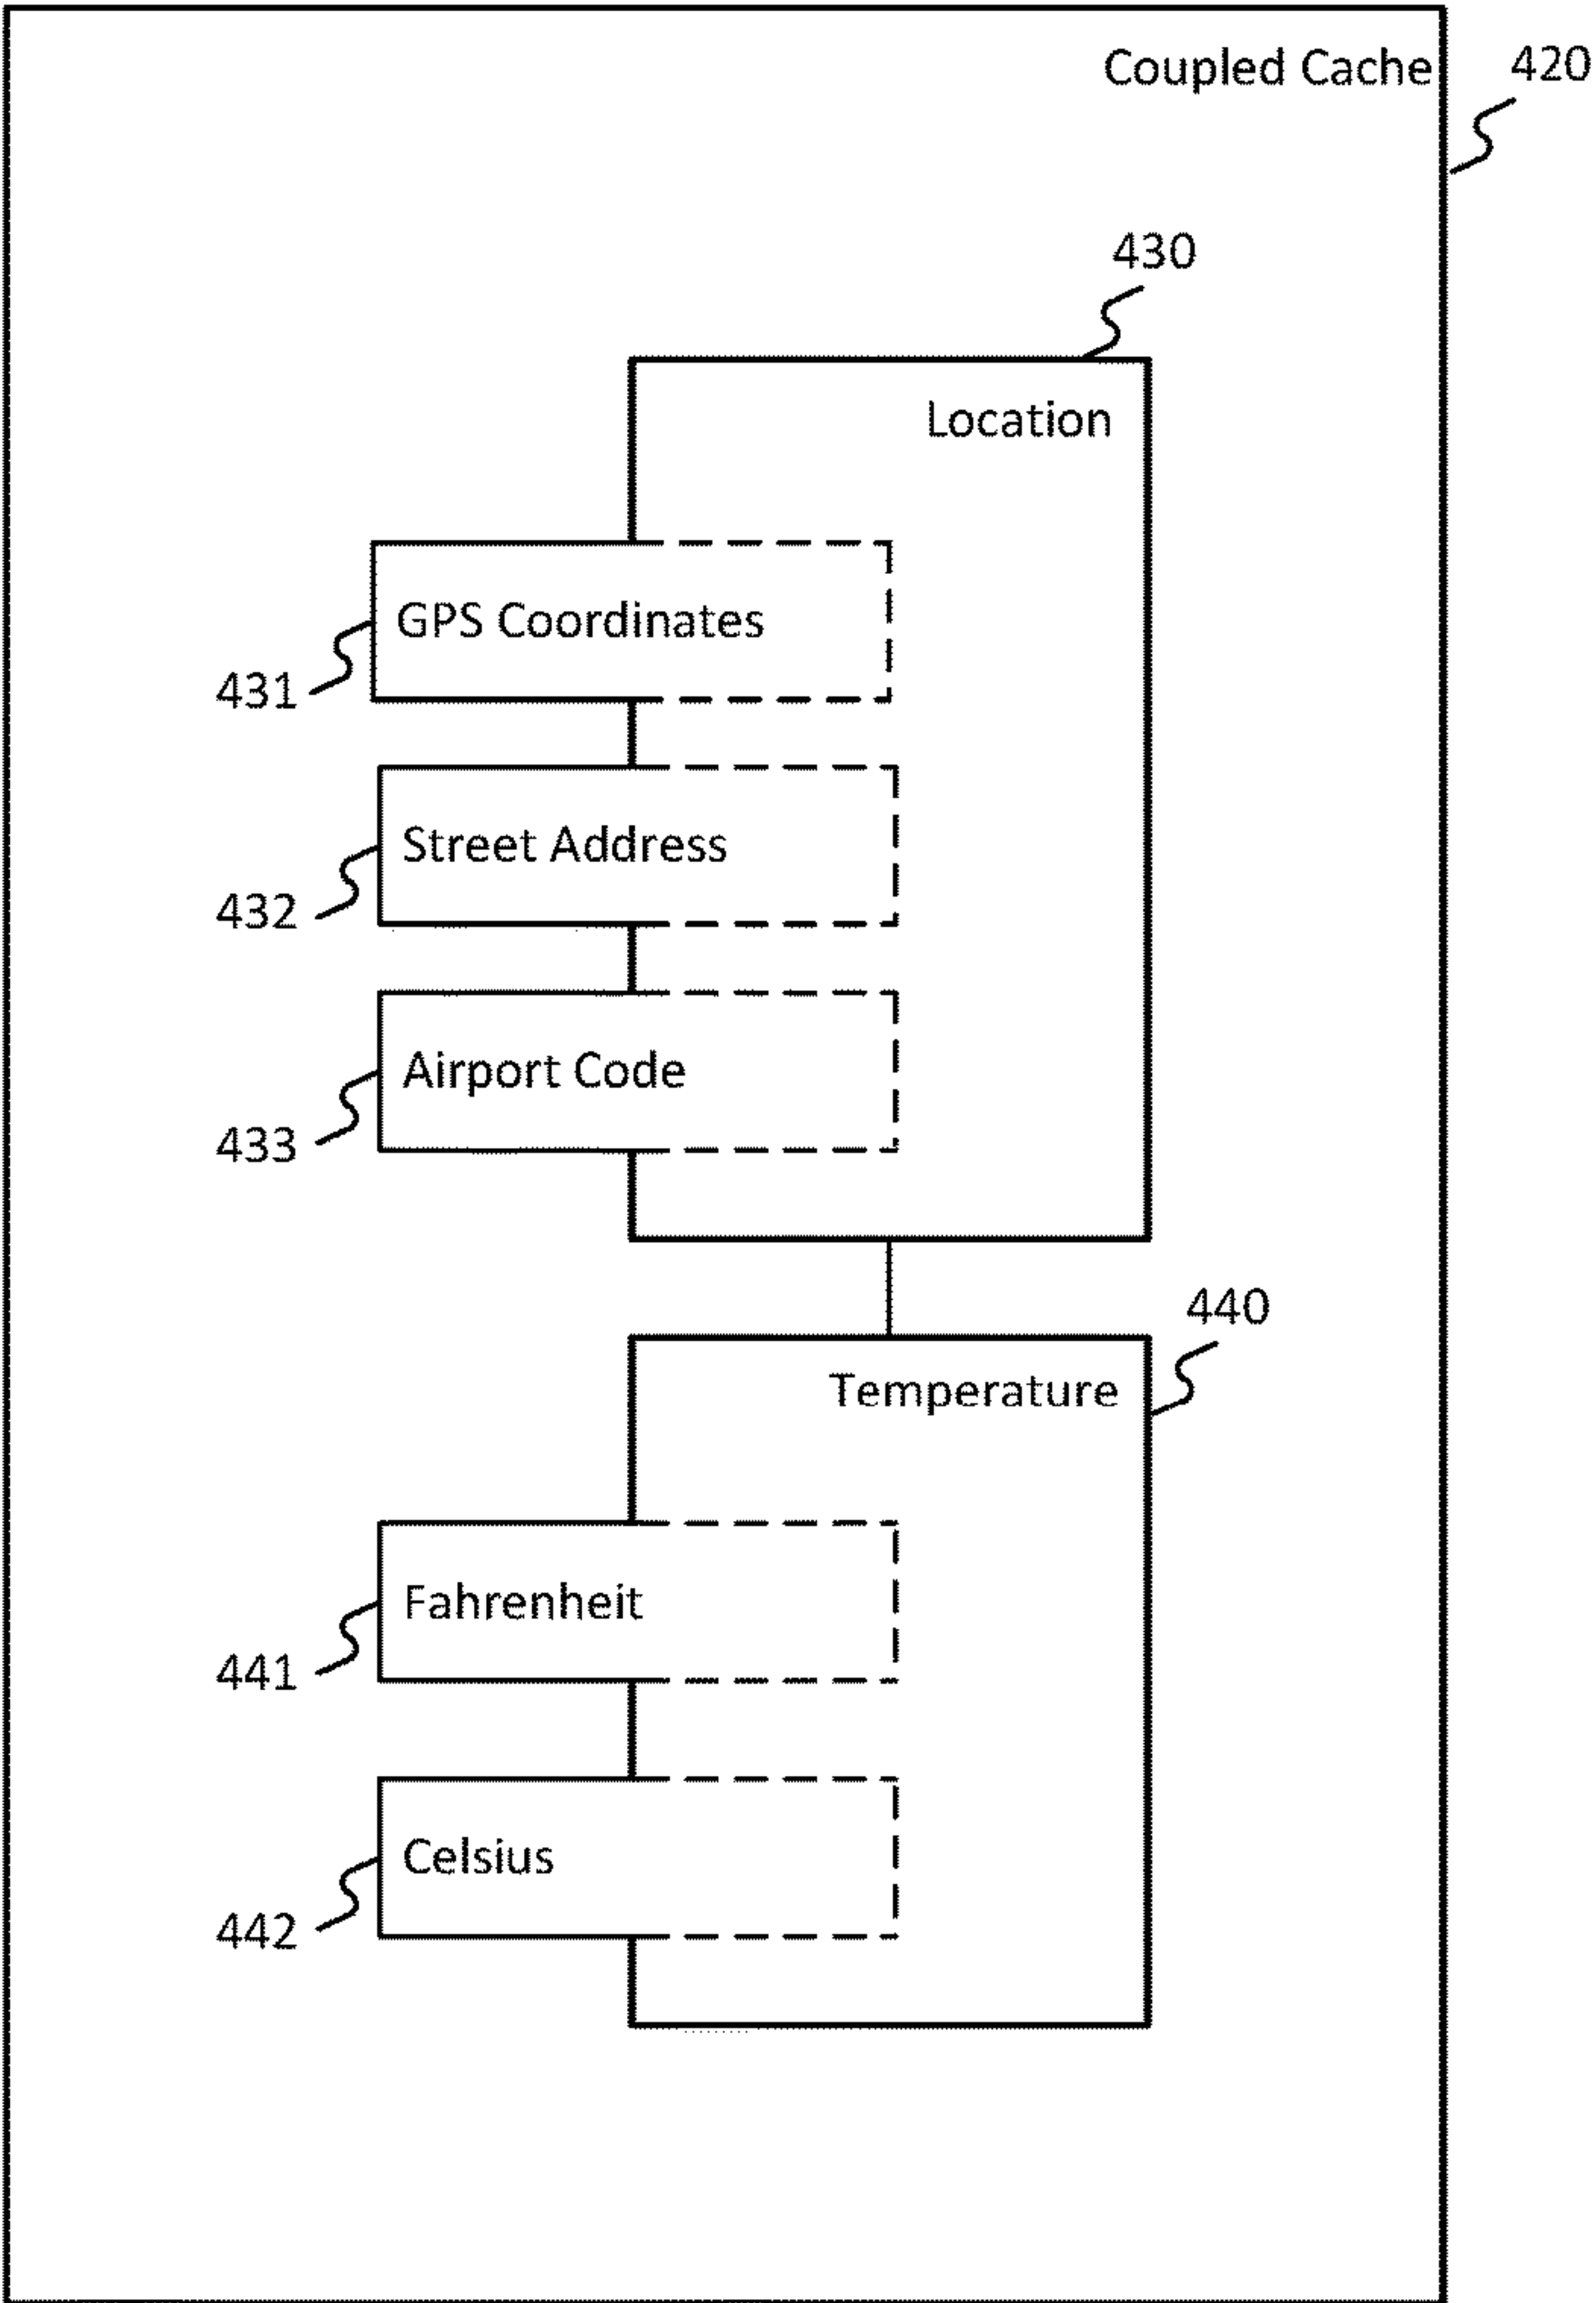 Coupled Cache
420
430
Location
GPS Coordinates
431
Street Address
432
Airport Code
433
440
Temperature
Fahrenheit
441
Celsius
442